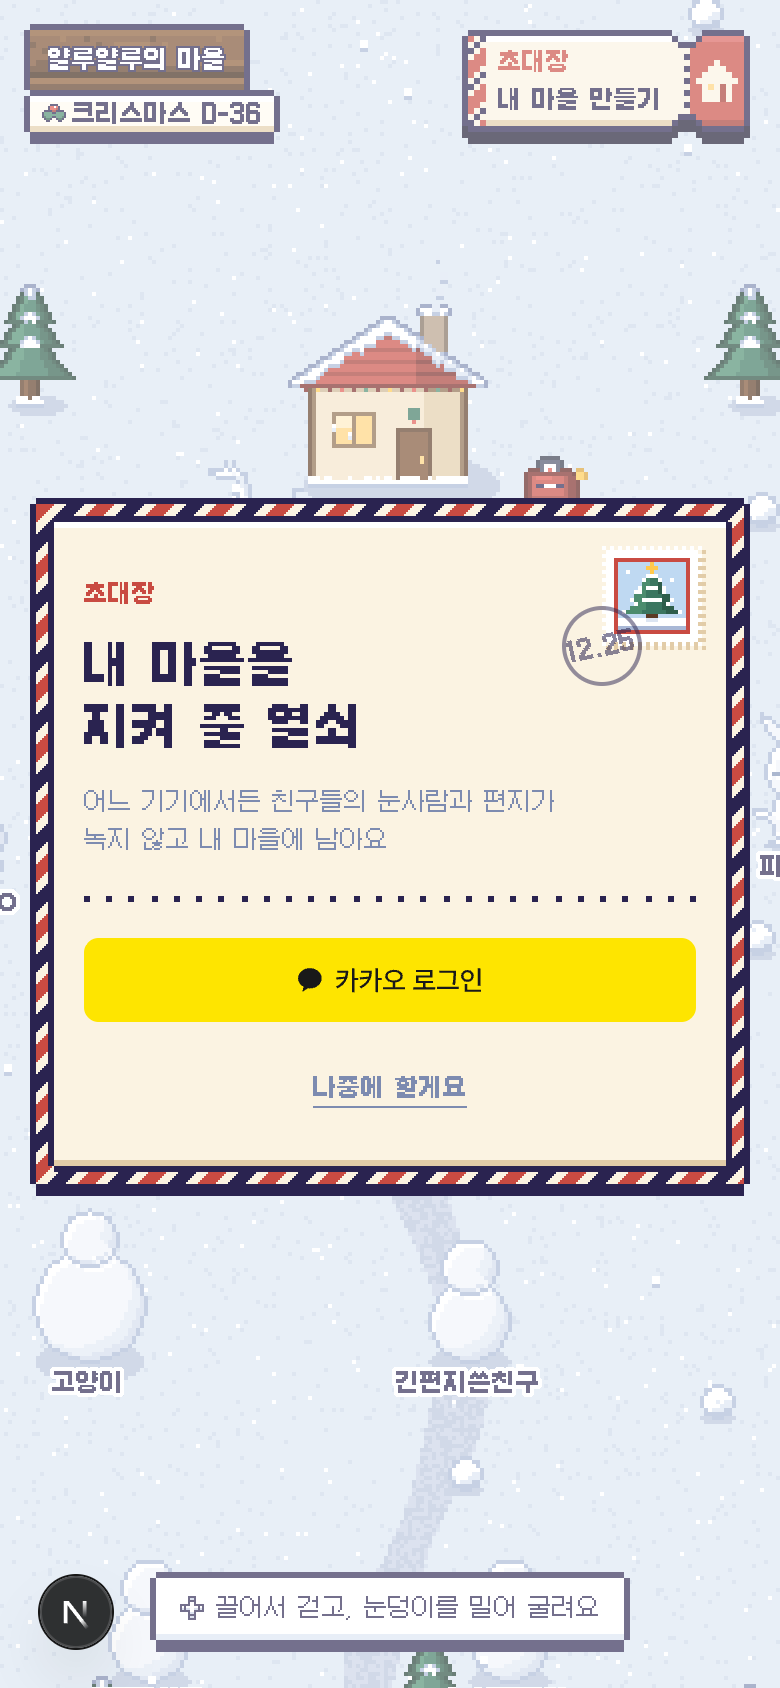 얄루얄루의 마을
크리스마스 D-36
초대장
내 마을 만들기
초대장
12.25
내 마을을
지켜 줄 열쇠
어느 기기에서든 친구들의 눈사람과 편지가
녹지 않고 내 마을에 남아요
카카오 로그인
나중에 할게요
고양이
긴편지쓴친구
N
끌어서 걷고, 눈덩이를 밀어 굴려요